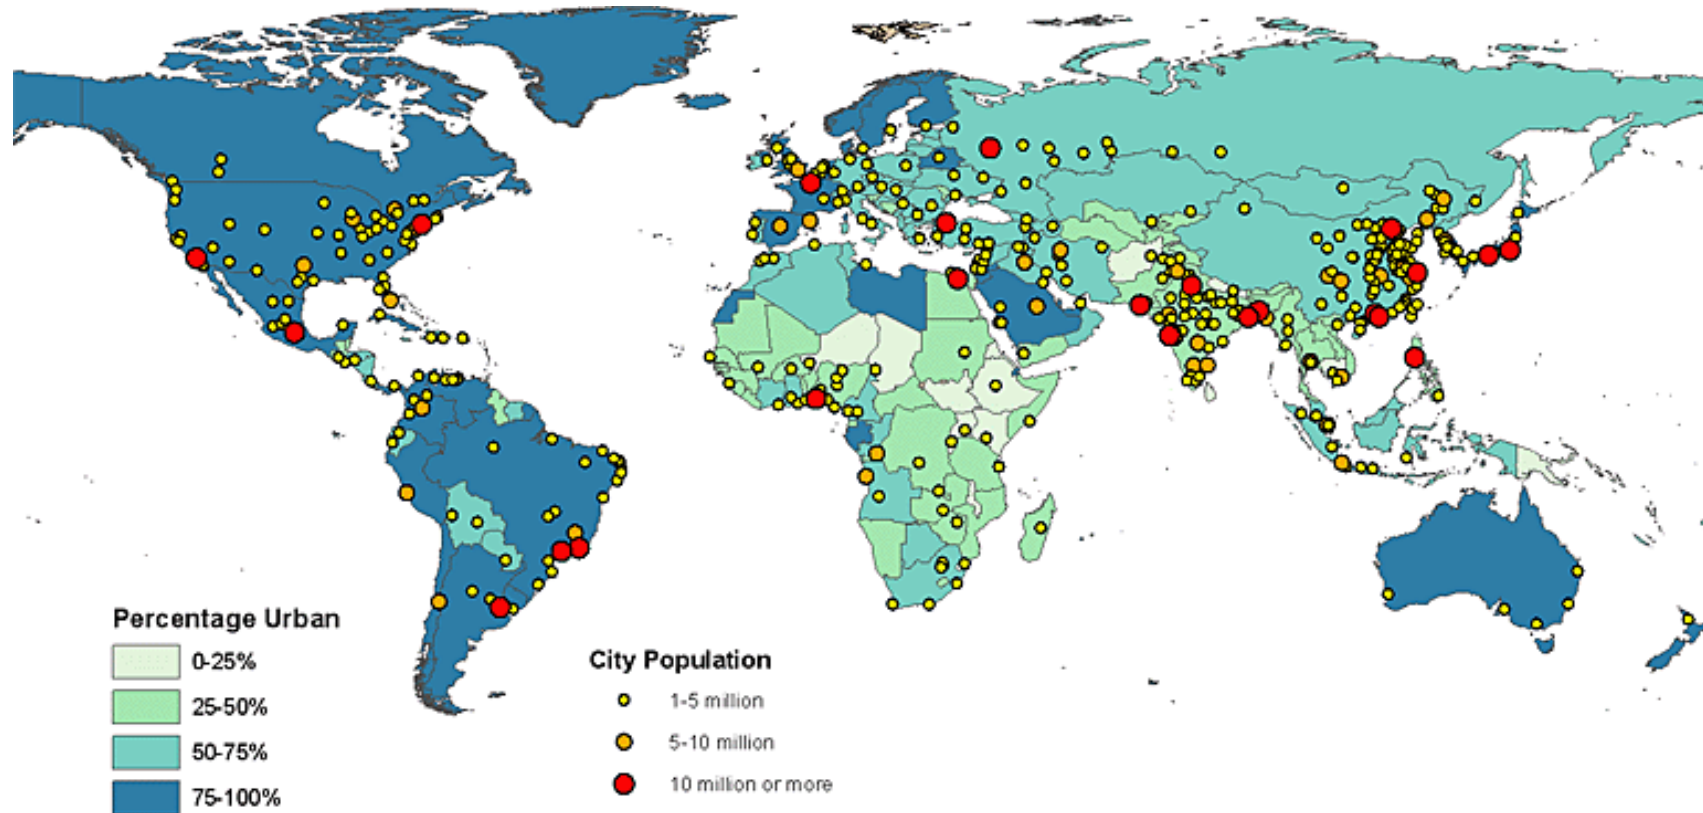 Percentage Urban
0-25%
25-50%
50-75%
75-100%
City Population
1-5 million
5-10 million
10 million or more